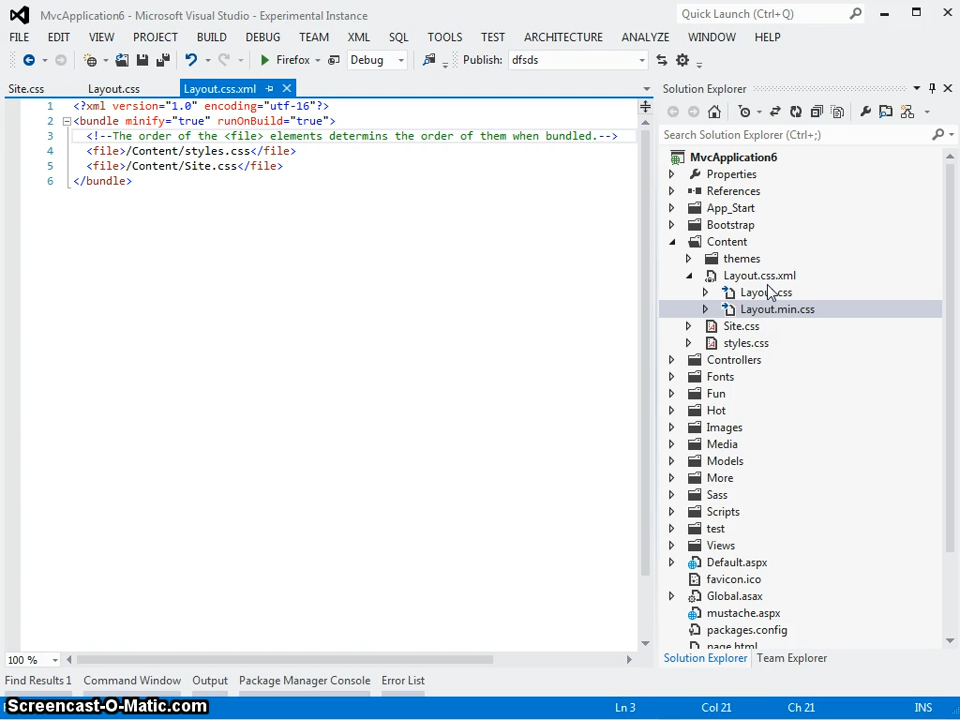 MvcApplication6 - Microsoft Visual Studio - Experimental Instance
Quick Launch (Ctrl+Q)
FILE EDIT VIEW PROJECT BUILD DEBUG TEAM XML SQL TOOLS TEST ARCHITECTURE ANALYZE WINDOW HELP
Firefox Debug Publish: dfsds
Site.css Layout.css Layout.css.xml
1 <?xml version="1.0" encoding="utf-16"?>
2 <bundle minify="true" runOnBuild="true">
3 <!--The order of the <file> elements determins the order of them when bundled.-->
4 <file>/Content/styles.css</file>
5 <file>/Content/Site.css</file>
6 </bundle>
100 %
Solution Explorer
Search Solution Explorer (Ctrl+;)
MvcApplication6
Properties
References
App_Start
Bootstrap
Content
themes
Layout.css.xml
Layout.css
Layout.min.css
Site.css
styles.css
Controllers
Fonts
Fun
Hot
Images
Media
Models
More
Sass
Scripts
test
Views
Default.aspx
favicon.ico
Global.asax
mustache.aspx
packages.config
page.html
Solution Explorer Team Explorer
Find Results 1 Command Window Output Package Manager Console Error List
Screencast-O-Matic.com
Ln 3 Col 21 Ch 21 INS